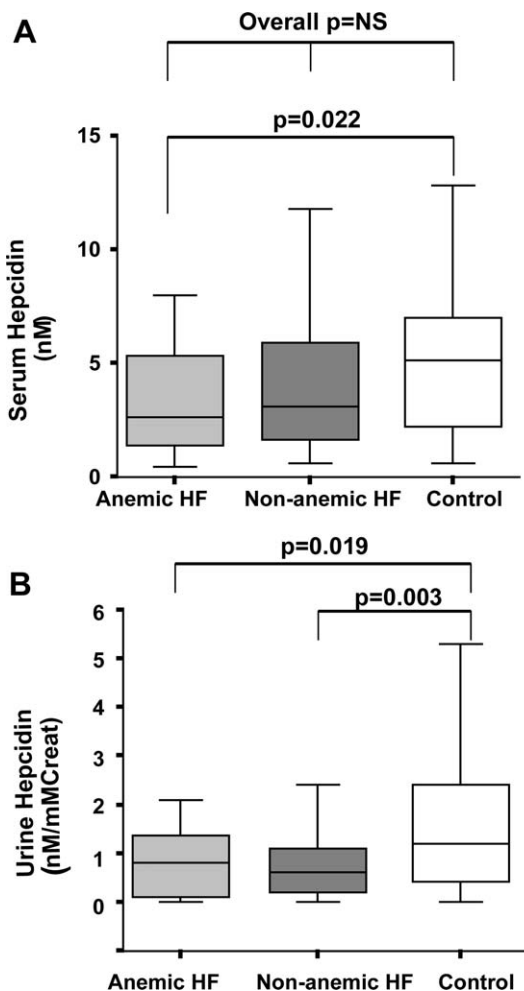 A
Overall p=NS
p=0.022
15
10
5
0
Serum Hepcidin
(nM)
Anemic HF Non-anemic HF Control
p=0.019
B
p=0.003
6
5
4
3
2
1
0
Urine Hepcidin
(nM/mMCreat)
Anemic HF Non-anemic HF Control